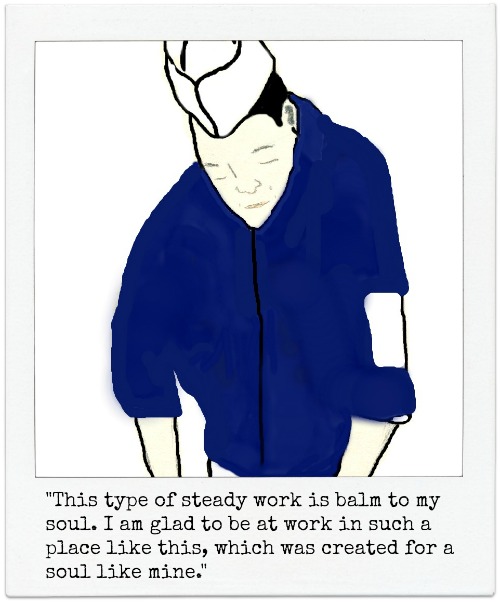 "This type of steady work is balm to my
soul. I am glad to be at work in such a
place like this, which was created for a
soul like mine."